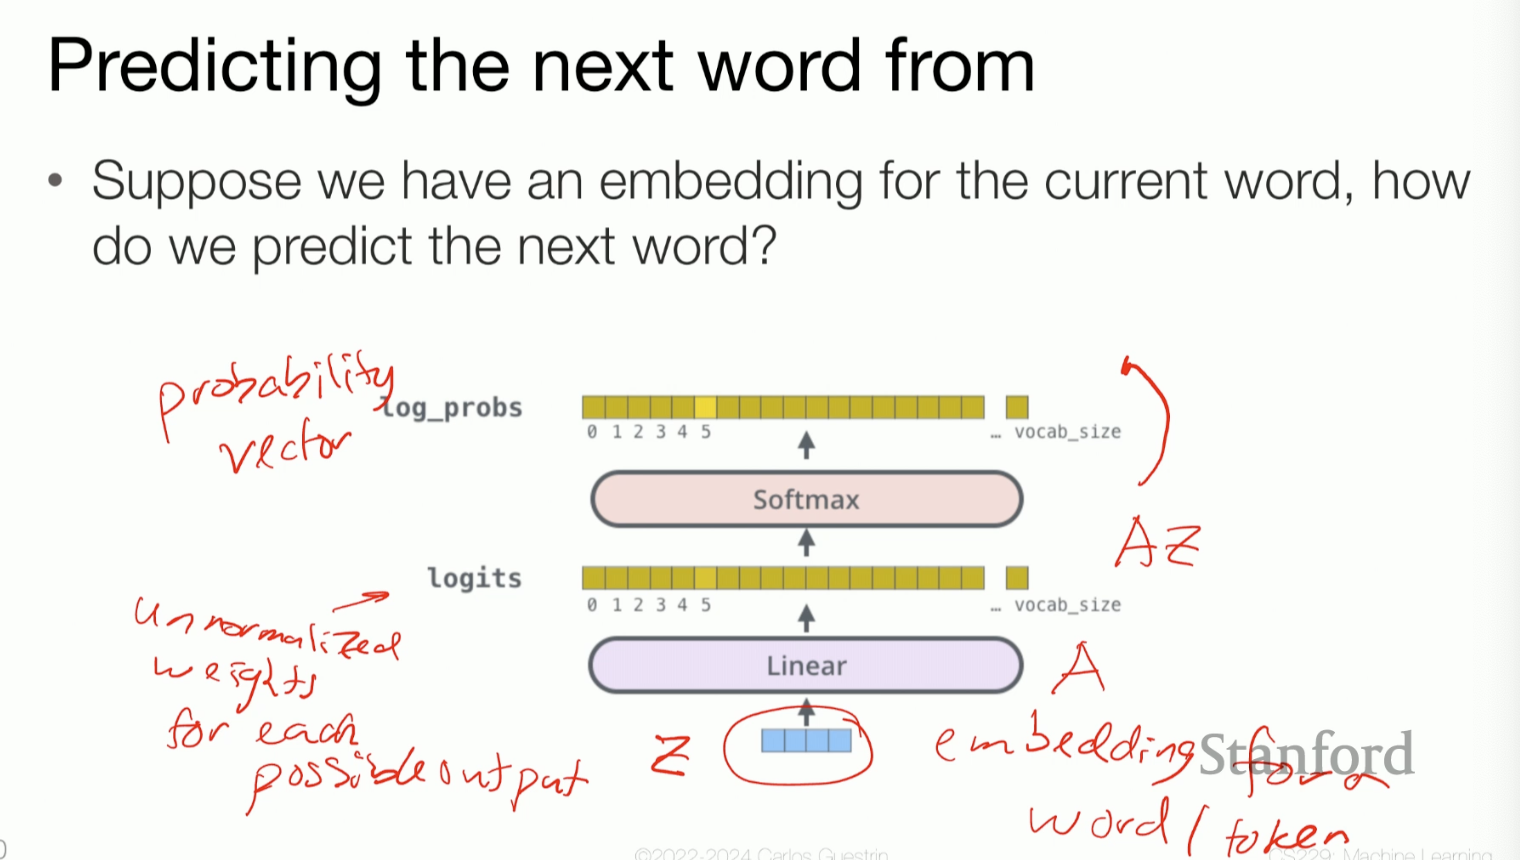 Predicting the next word from
• Suppose we have an embedding for the current word, how
do we predict the next word?
probability
vector
log_probs
0 1 2 3 4 5 ... vocab_size
Softmax
AZ
logits
0 1 2 3 4 5 ... vocab_size
unnormalized
weights
for each
possible output
Linear
A
Z
embedding for a
word / token
Stanford
©2022-2024 Carlos Guestrin
CS229: Machine Learning
0